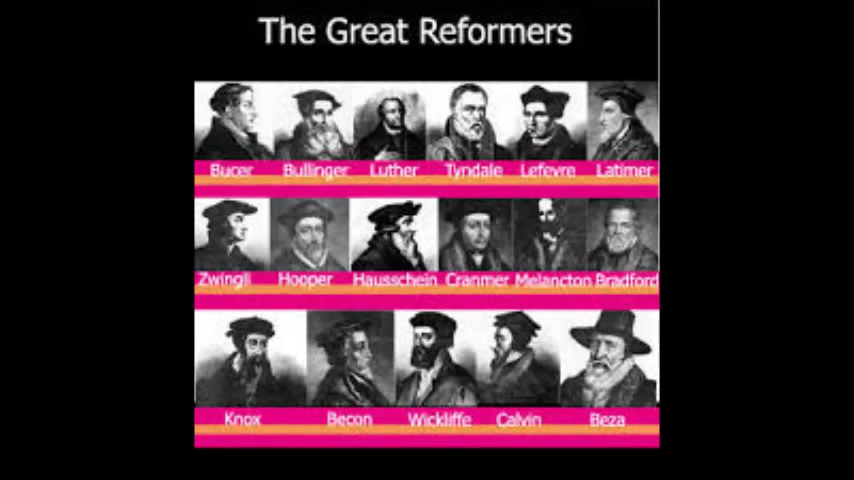 The Great Reformers
Bucer Bullinger Luther Tyndale Lefevre Latimer
Zwingli Hooper Hausschein Cranmer Melancton Bradford
Knox Becon Wickliffe Calvin Beza